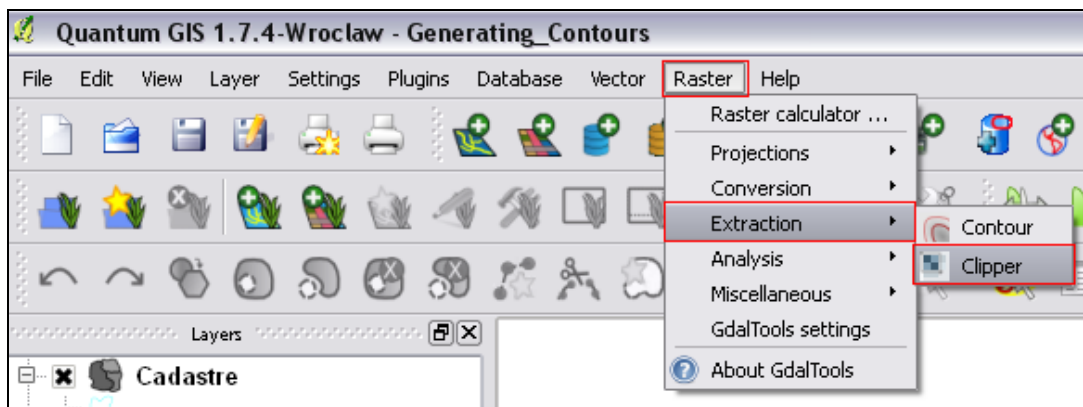 Quantum GIS 1.7.4-Wroclaw - Generating_Contours
File Edit View Layer Settings Plugins Database Vector Raster Help
Raster calculator ...
Projections
Conversion
Extraction
Contour
Analysis
Clipper
Miscellaneous
Layers
GdalTools settings
Cadastre
About GdalTools